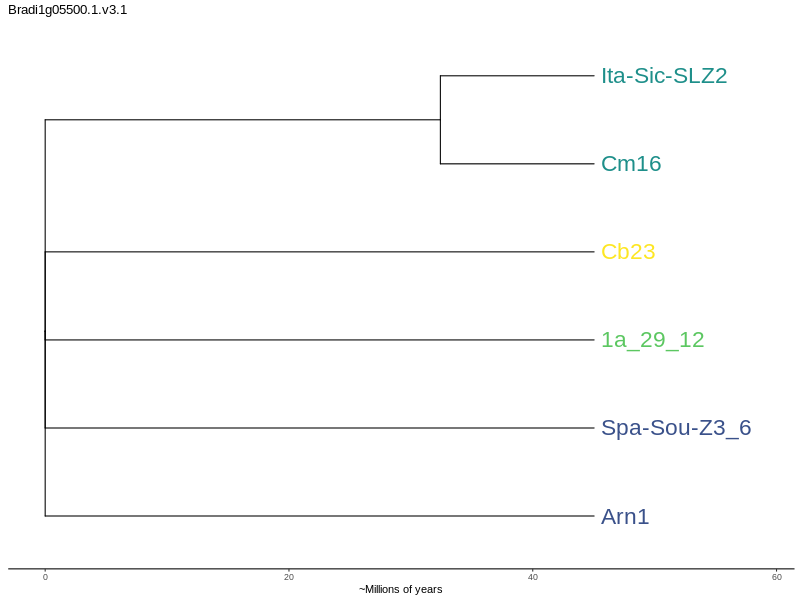 Bradi1g05500.1.v3.1
Ita-Sic-SLZ2
Cm16
Cb23
1a_29_12
Spa-Sou-Z3_6
Arn1
0 20 40 60
~Millions of years